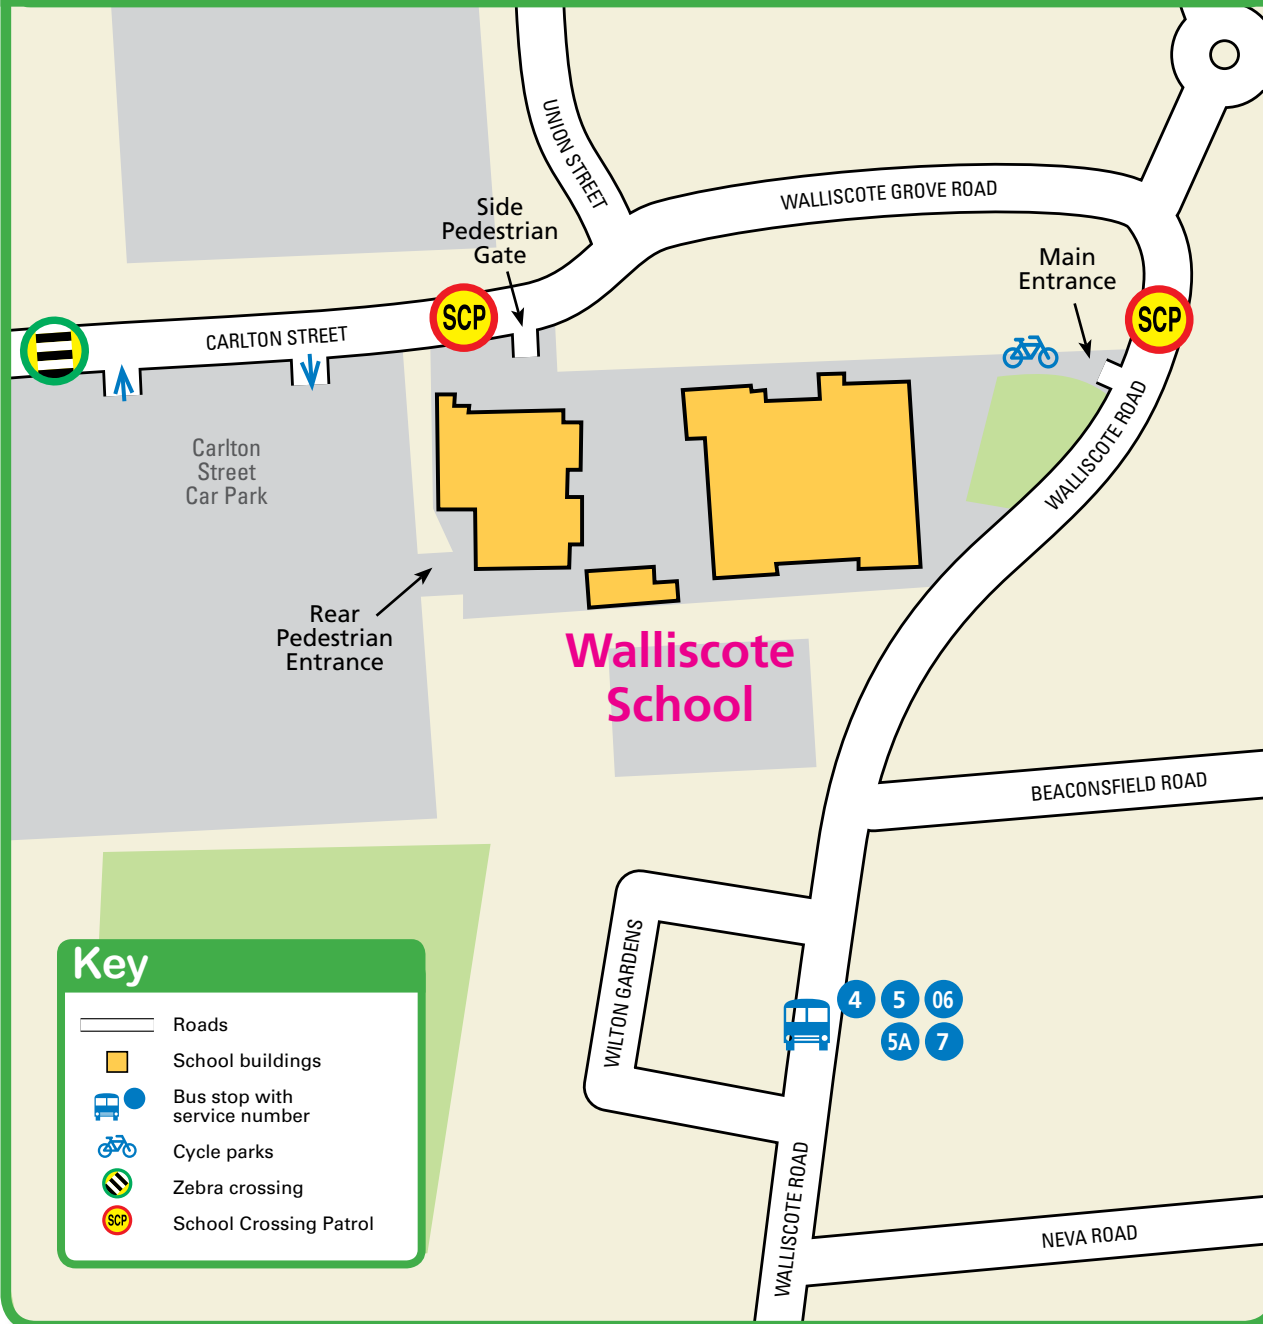 UNION STREET
WALLISCOTE GROVE ROAD
Side
Pedestrian
Gate
Main
Entrance
SCP
SCP
CARLTON STREET
WALLISCOTE ROAD
Carlton
Street
Car Park
Rear
Pedestrian
Entrance
Walliscote
School
BEACONSFIELD ROAD
WILTON GARDENS
4
5
06
5A
7
WALLISCOTE ROAD
NEVA ROAD
Key
Roads
School buildings
Bus stop with
service number
Cycle parks
Zebra crossing
SCP
School Crossing Patrol